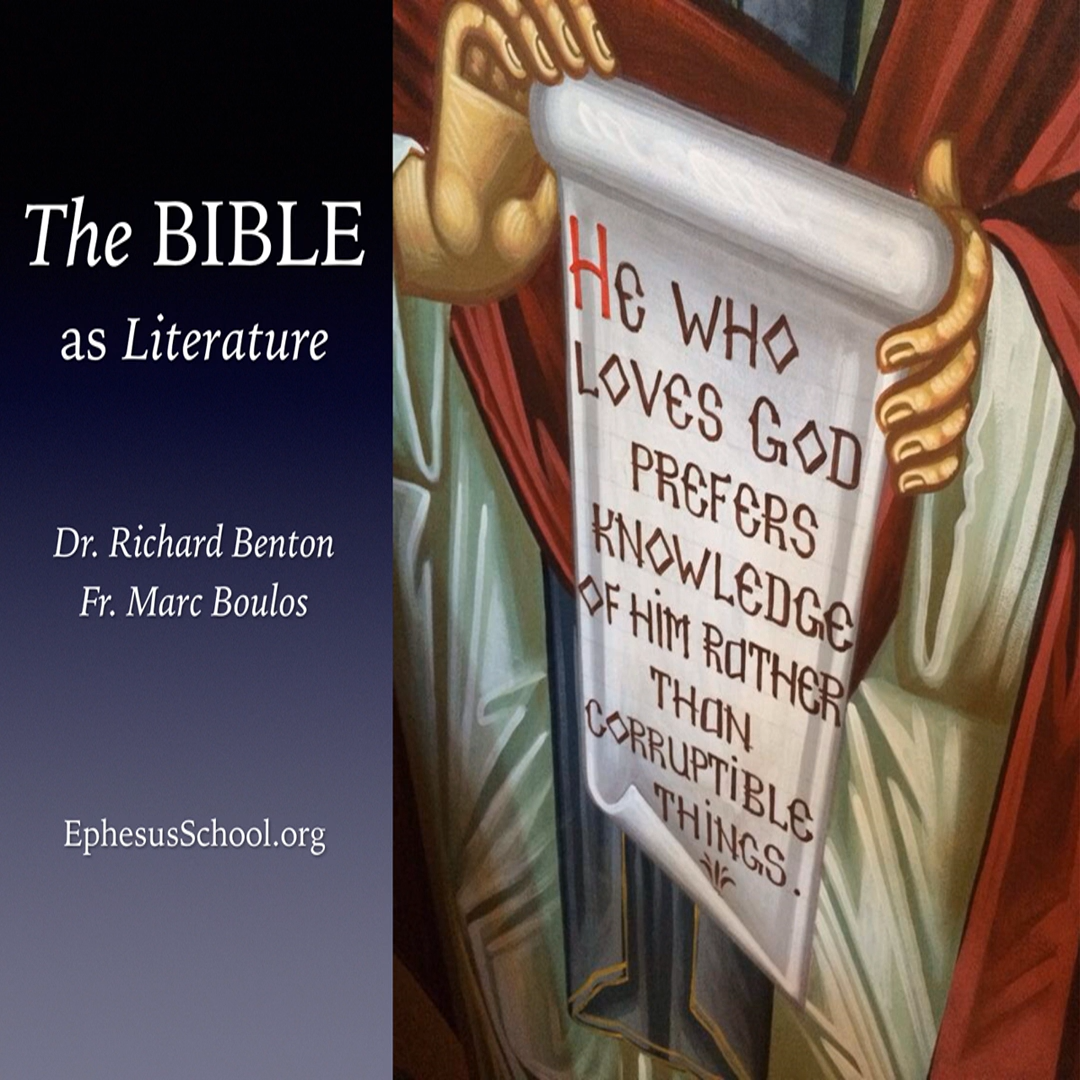 The BIBLE
as Literature
Dr. Richard Benton
Fr. Marc Boulos
EphesusSchool.org
HE WHO
LOVES GOD
PREFERS
KNOWLEDGE
OF HiM RATHER
THAN
CORRUPTiBLE
THiNGS.